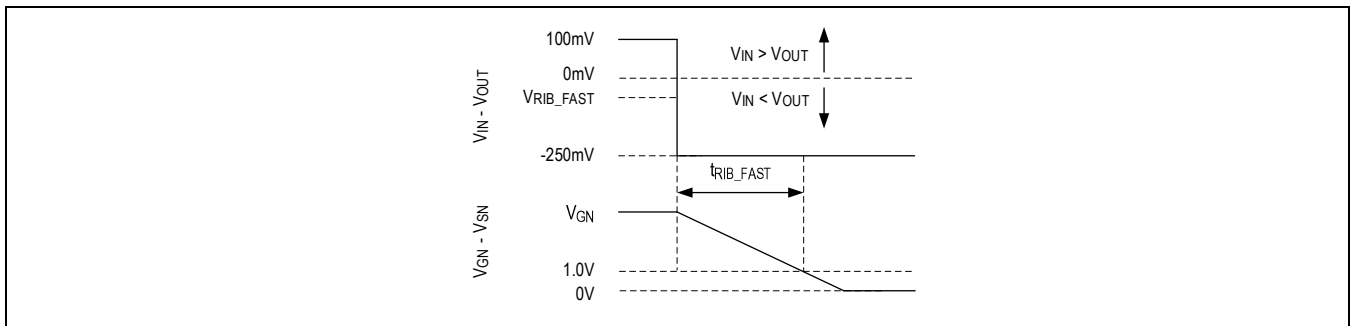 100mV
VIN > VOUT
0mV
VRIB_FAST
VIN < VOUT
VIN - VOUT
-250mV
tRIB_FAST
VGN
VGN - VSN
1.0V
0V